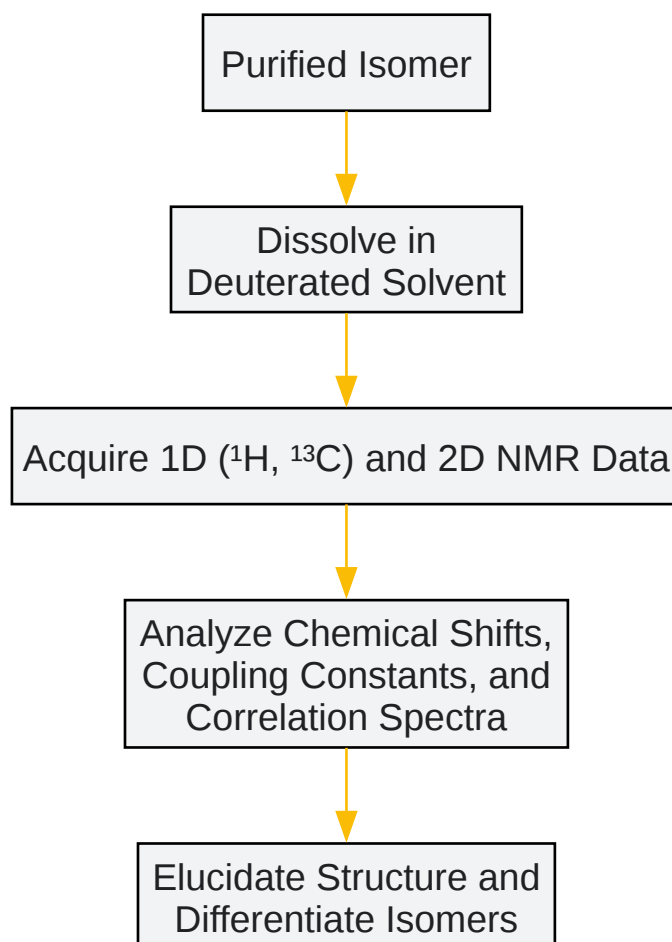 Purified Isomer
Dissolve in
Deuterated Solvent
Acquire 1D (¹H, ¹³C) and 2D NMR Data
Analyze Chemical Shifts,
Coupling Constants, and
Correlation Spectra
Elucidate Structure and
Differentiate Isomers